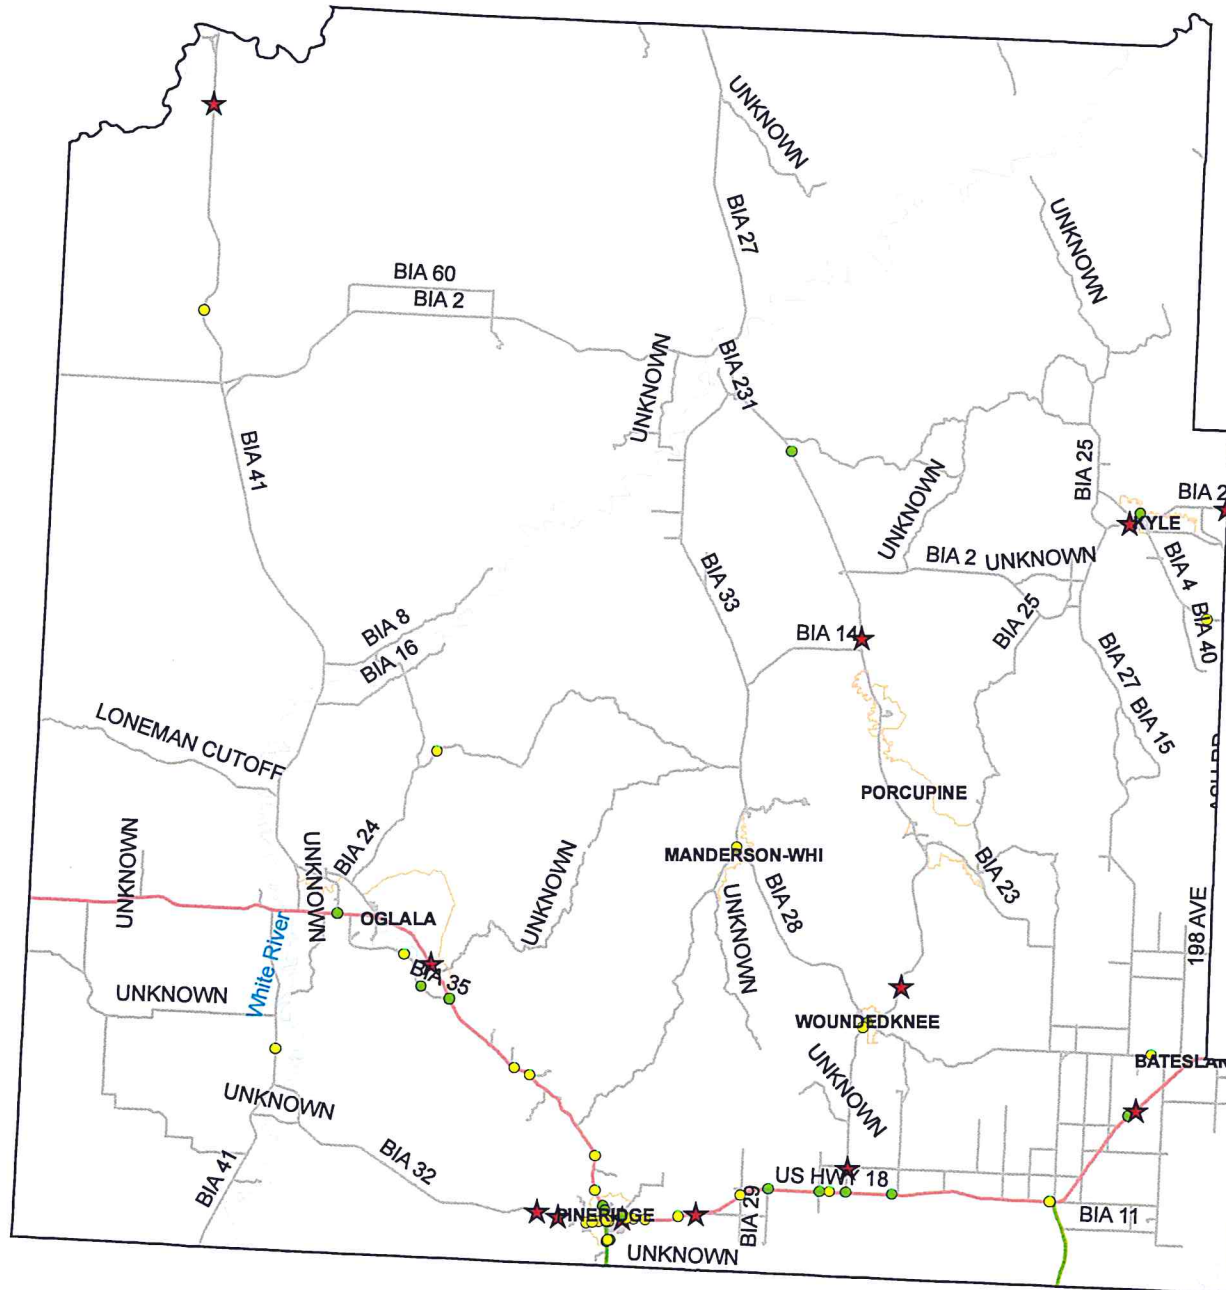 UNKNOWN
UNKNOWN
BIA 27
BIA 60
BIA 2
UNKNOWN
BIA 231
BIA 41
UNKNOWN
BIA 25
BIA 2
KYLE
BIA 2
UNKNOWN
BIA 4
BIA 33
BIA 25
BIA 40
BIA 8
BIA 14
BIA 16
BIA 27
BIA 15
LONEMAN CUTOFF
PORCUPINE
UNKNOWN
UNKNOWN
BIA 24
MANDERSON-WHI
UNKNOWN
BIA 28
BIA 23
UNKNOWN
OGLALA
198 AVE
White River
BIA 35
UNKNOWN
WOUNDEDKNEE
UNKNOWN
BATESLAN
UNKNOWN
BIA 32
BIA 41
US HWY 18
PINERIDGE
BIA 29
BIA 11
UNKNOWN